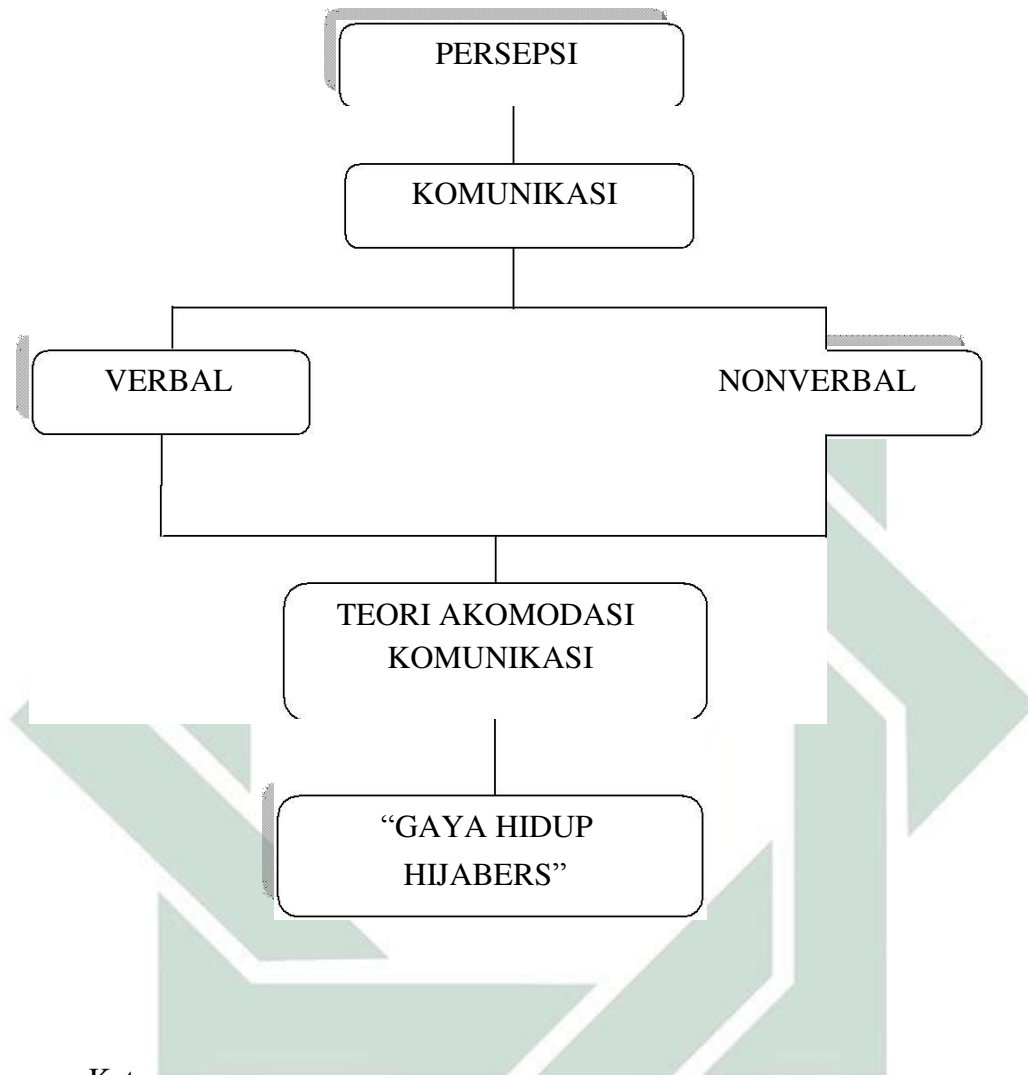 PERSEPSI
KOMUNIKASI
VERBAL
NONVERBAL
TEORI AKOMODASI
KOMUNIKASI
“GAYA HIDUP
HIJABERS”